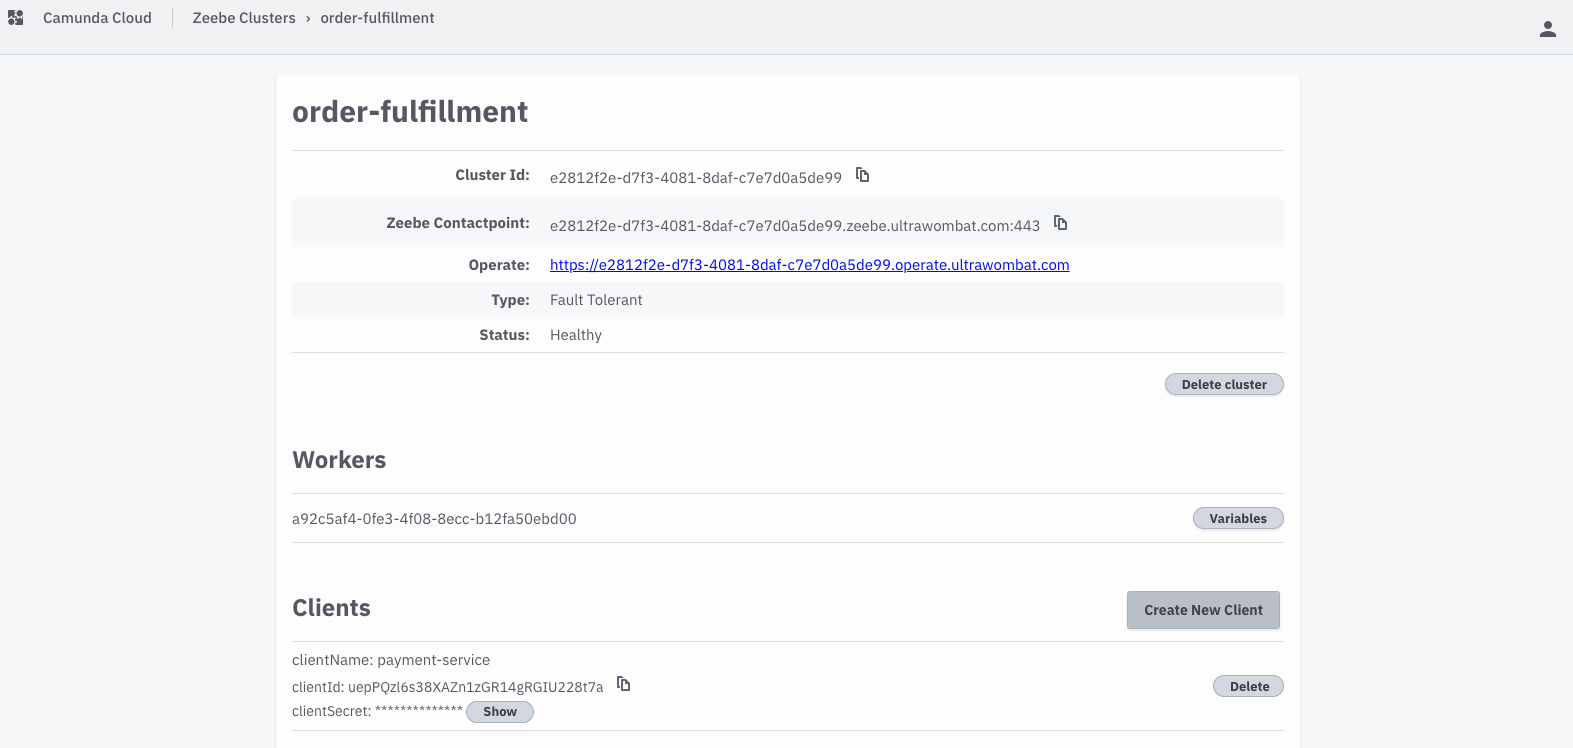 Camunda Cloud
Zeebe Clusters › order-fulfillment
order-fulfillment
Cluster Id: e2812f2e-d7f3-4081-8daf-c7e7d0a5de99
Zeebe Contactpoint: e2812f2e-d7f3-4081-8daf-c7e7d0a5de99.zeebe.ultrawombat.com:443
Operate: https://e2812f2e-d7f3-4081-8daf-c7e7d0a5de99.operate.ultrawombat.com
Type: Fault Tolerant
Status: Healthy
Delete cluster
Workers
a92c5af4-0fe3-4f08-8ecc-b12fa50ebd00 Variables
Clients Create New Client
clientName: payment-service
clientId: uepPQzl6s38XAZn1zGR14gRGIU228t7a Delete
clientSecret: ************** Show